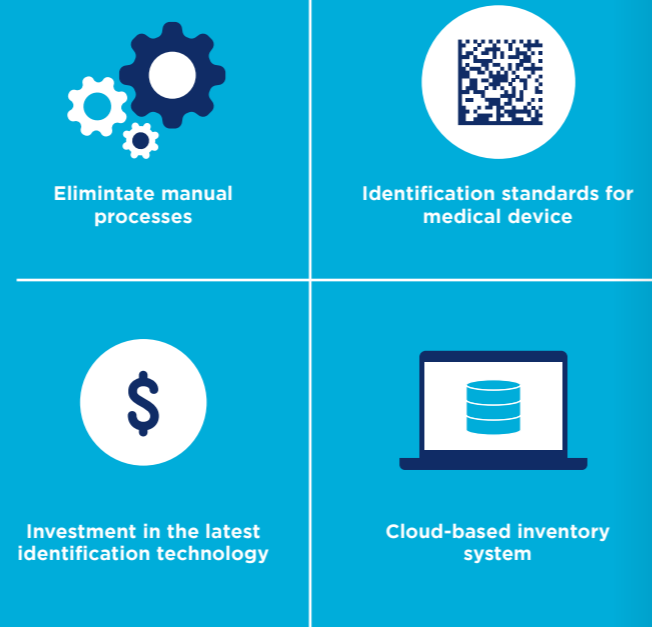 Elimintate manual
processes
Identification standards for
medical device
$
Investment in the latest
identification technology
Cloud-based inventory
system